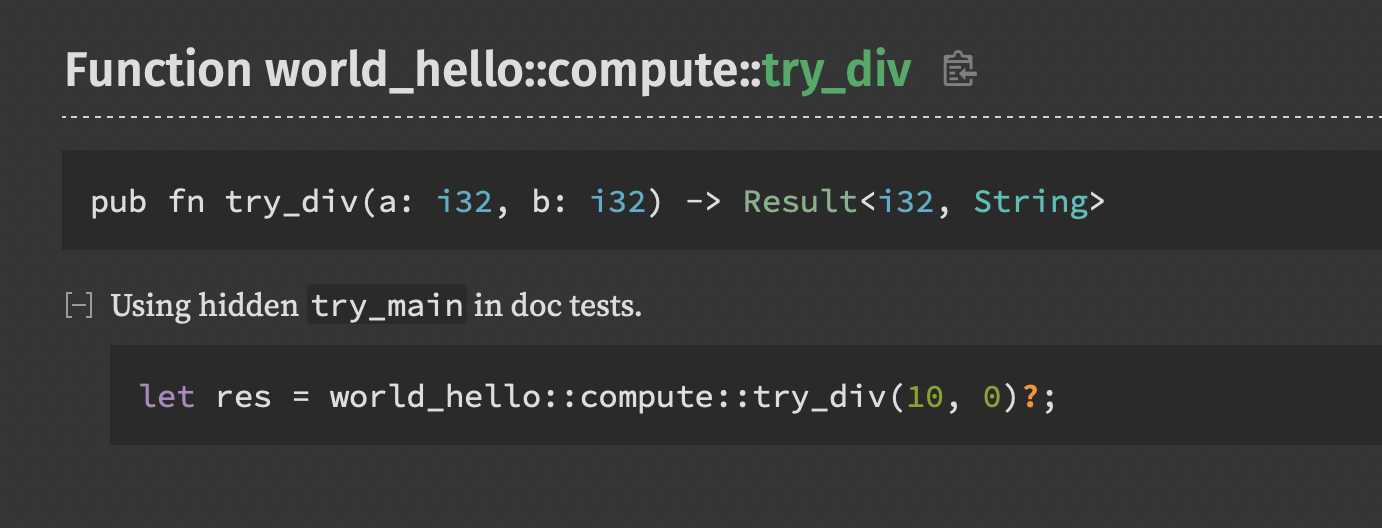 Function world_hello::compute::try_div
pub fn try_div(a: i32, b: i32) -> Result<i32, String>
[−] Using hidden try_main in doc tests.
let res = world_hello::compute::try_div(10, 0)?;